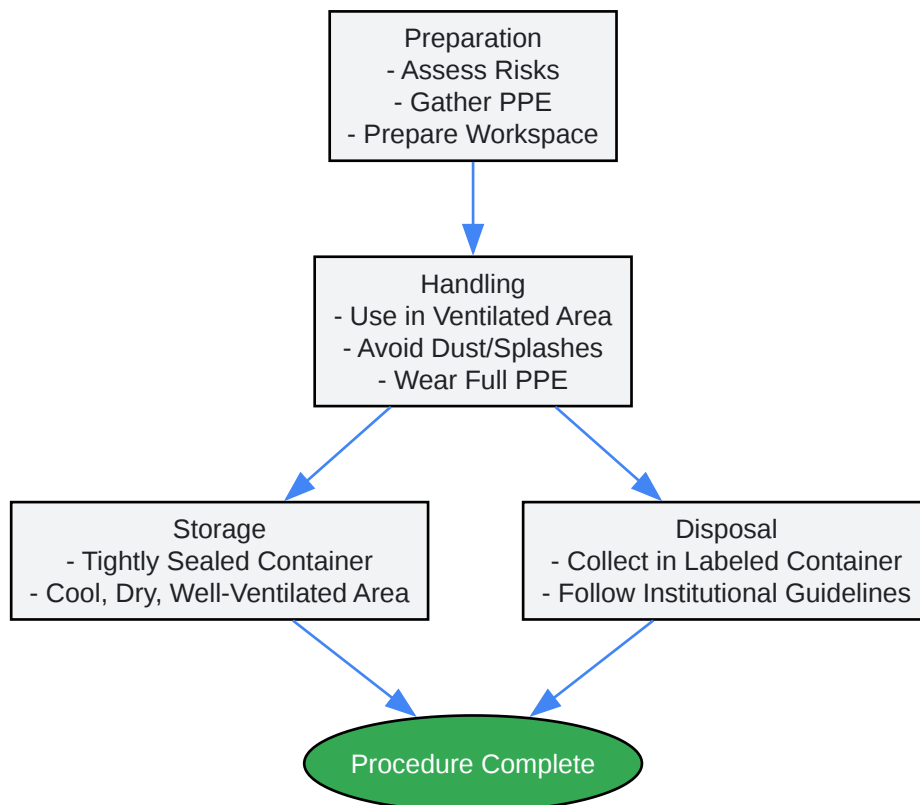 Preparation
- Assess Risks
- Gather PPE
- Prepare Workspace
Handling
- Use in Ventilated Area
- Avoid Dust/Splashes
- Wear Full PPE
Storage
- Tightly Sealed Container
- Cool, Dry, Well-Ventilated Area
Disposal
- Collect in Labeled Container
- Follow Institutional Guidelines
Procedure Complete